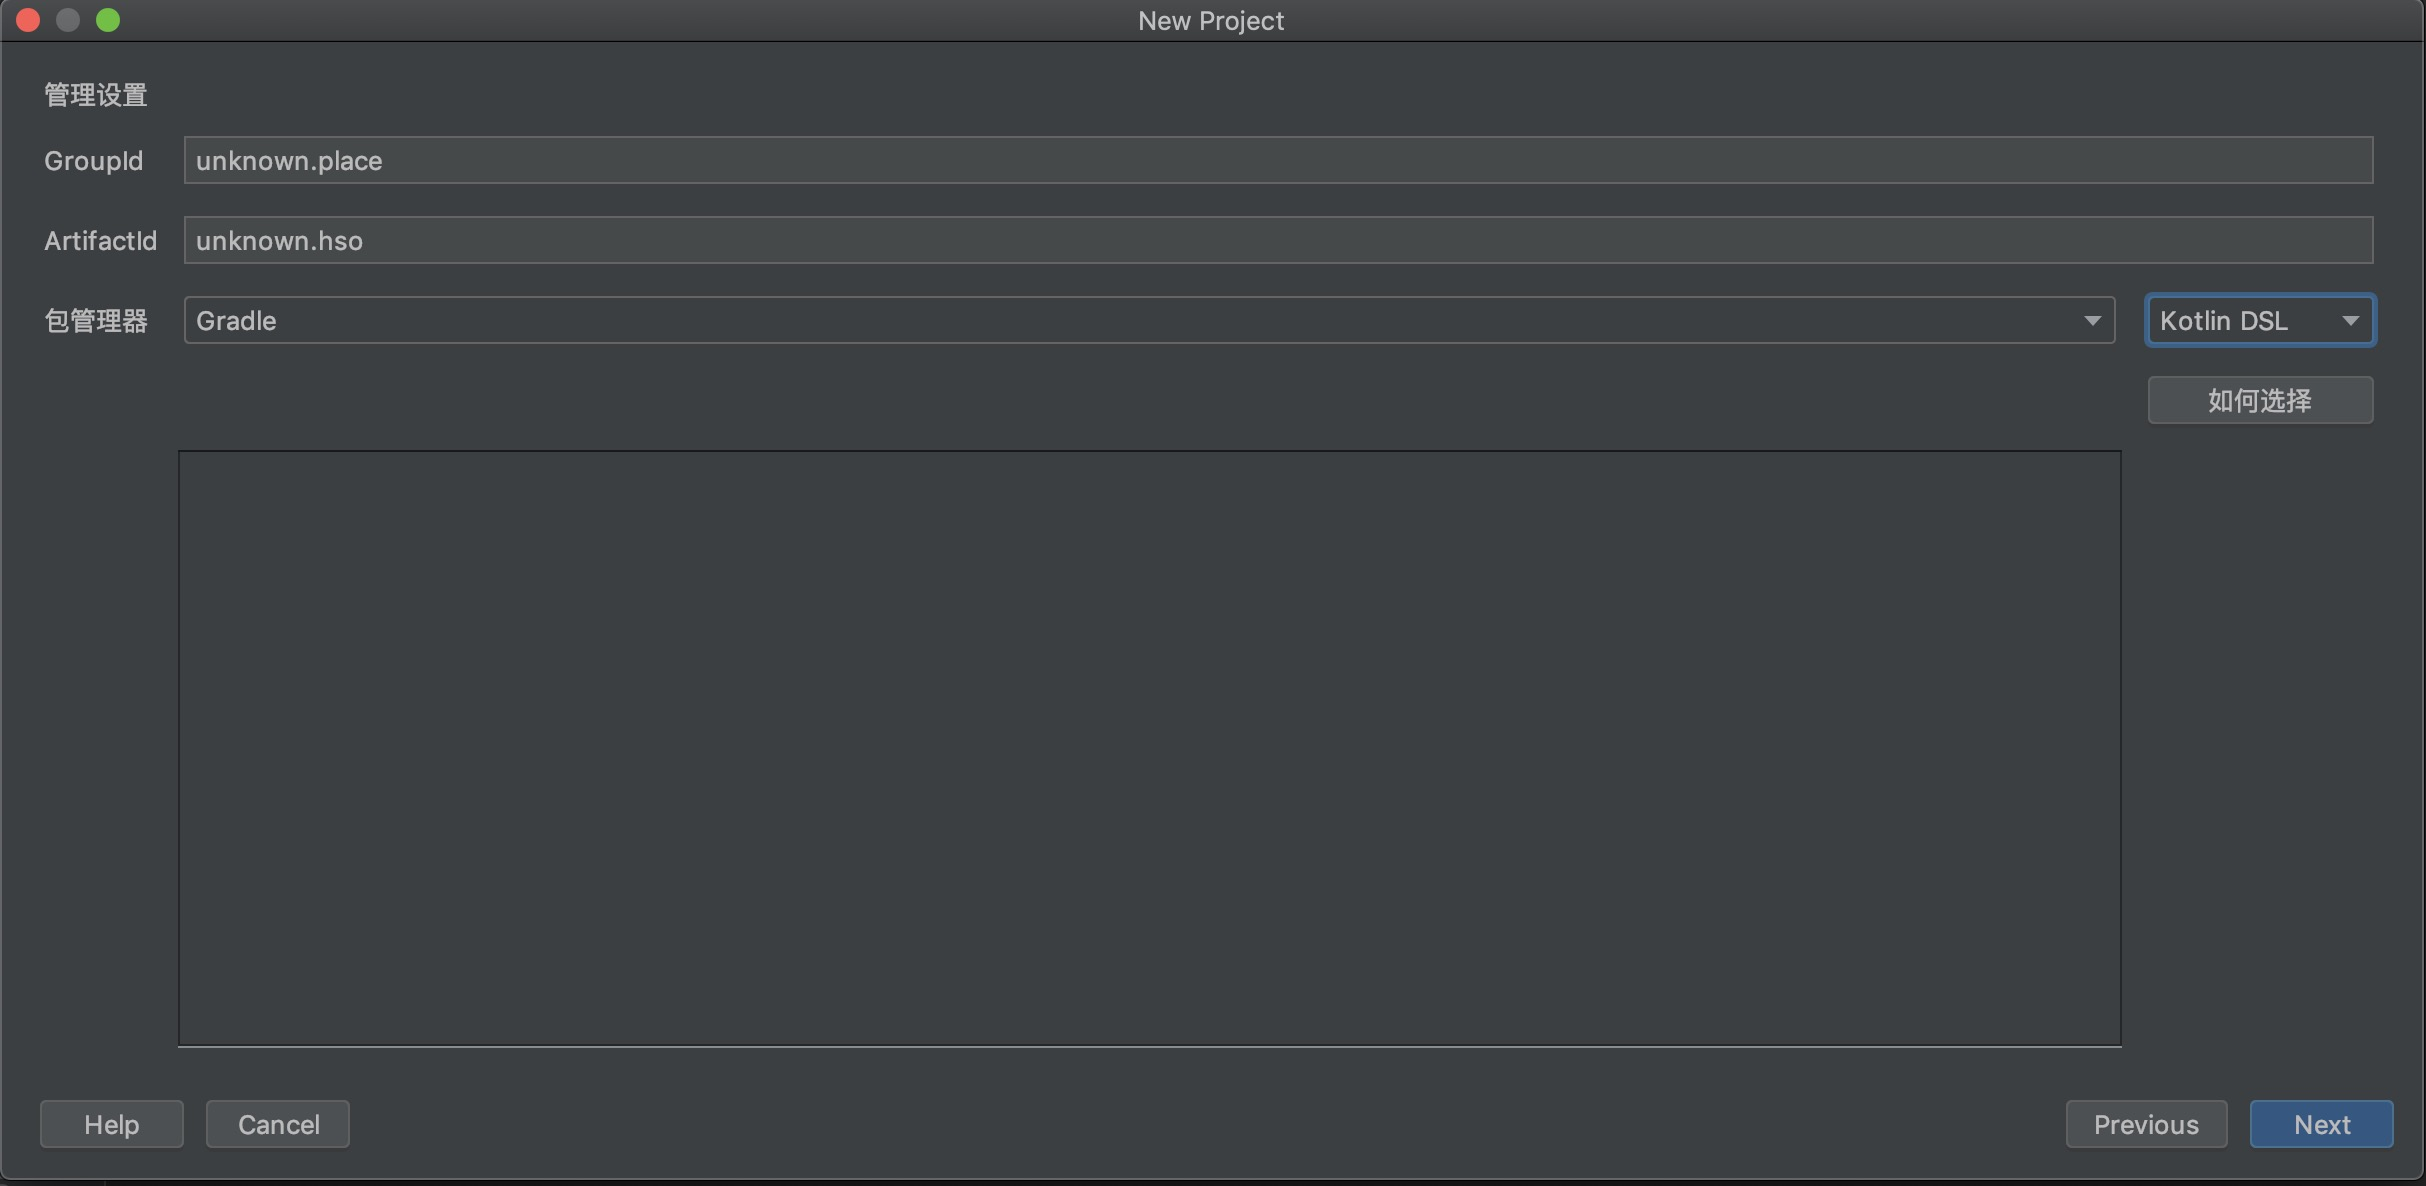 New Project
管理设置
GroupId unknown.place
ArtifactId unknown.hso
包管理器 Gradle Kotlin DSL
如何选择
Help Cancel Previous Next